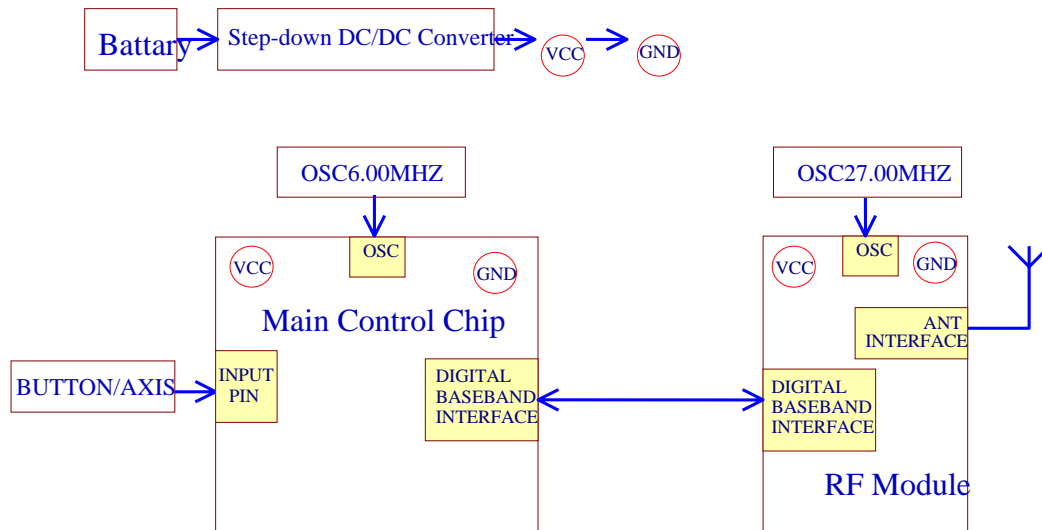 Battary
Step-down DC/DC Converter
VCC
GND
OSC6.00MHZ
OSC27.00MHZ
VCC
OSC
GND
VCC
OSC
GND
Main Control Chip
ANT
INTERFACE
BUTTON/AXIS
INPUT
PIN
DIGITAL
BASEBAND
INTERFACE
DIGITAL
BASEBAND
INTERFACE
RF Module